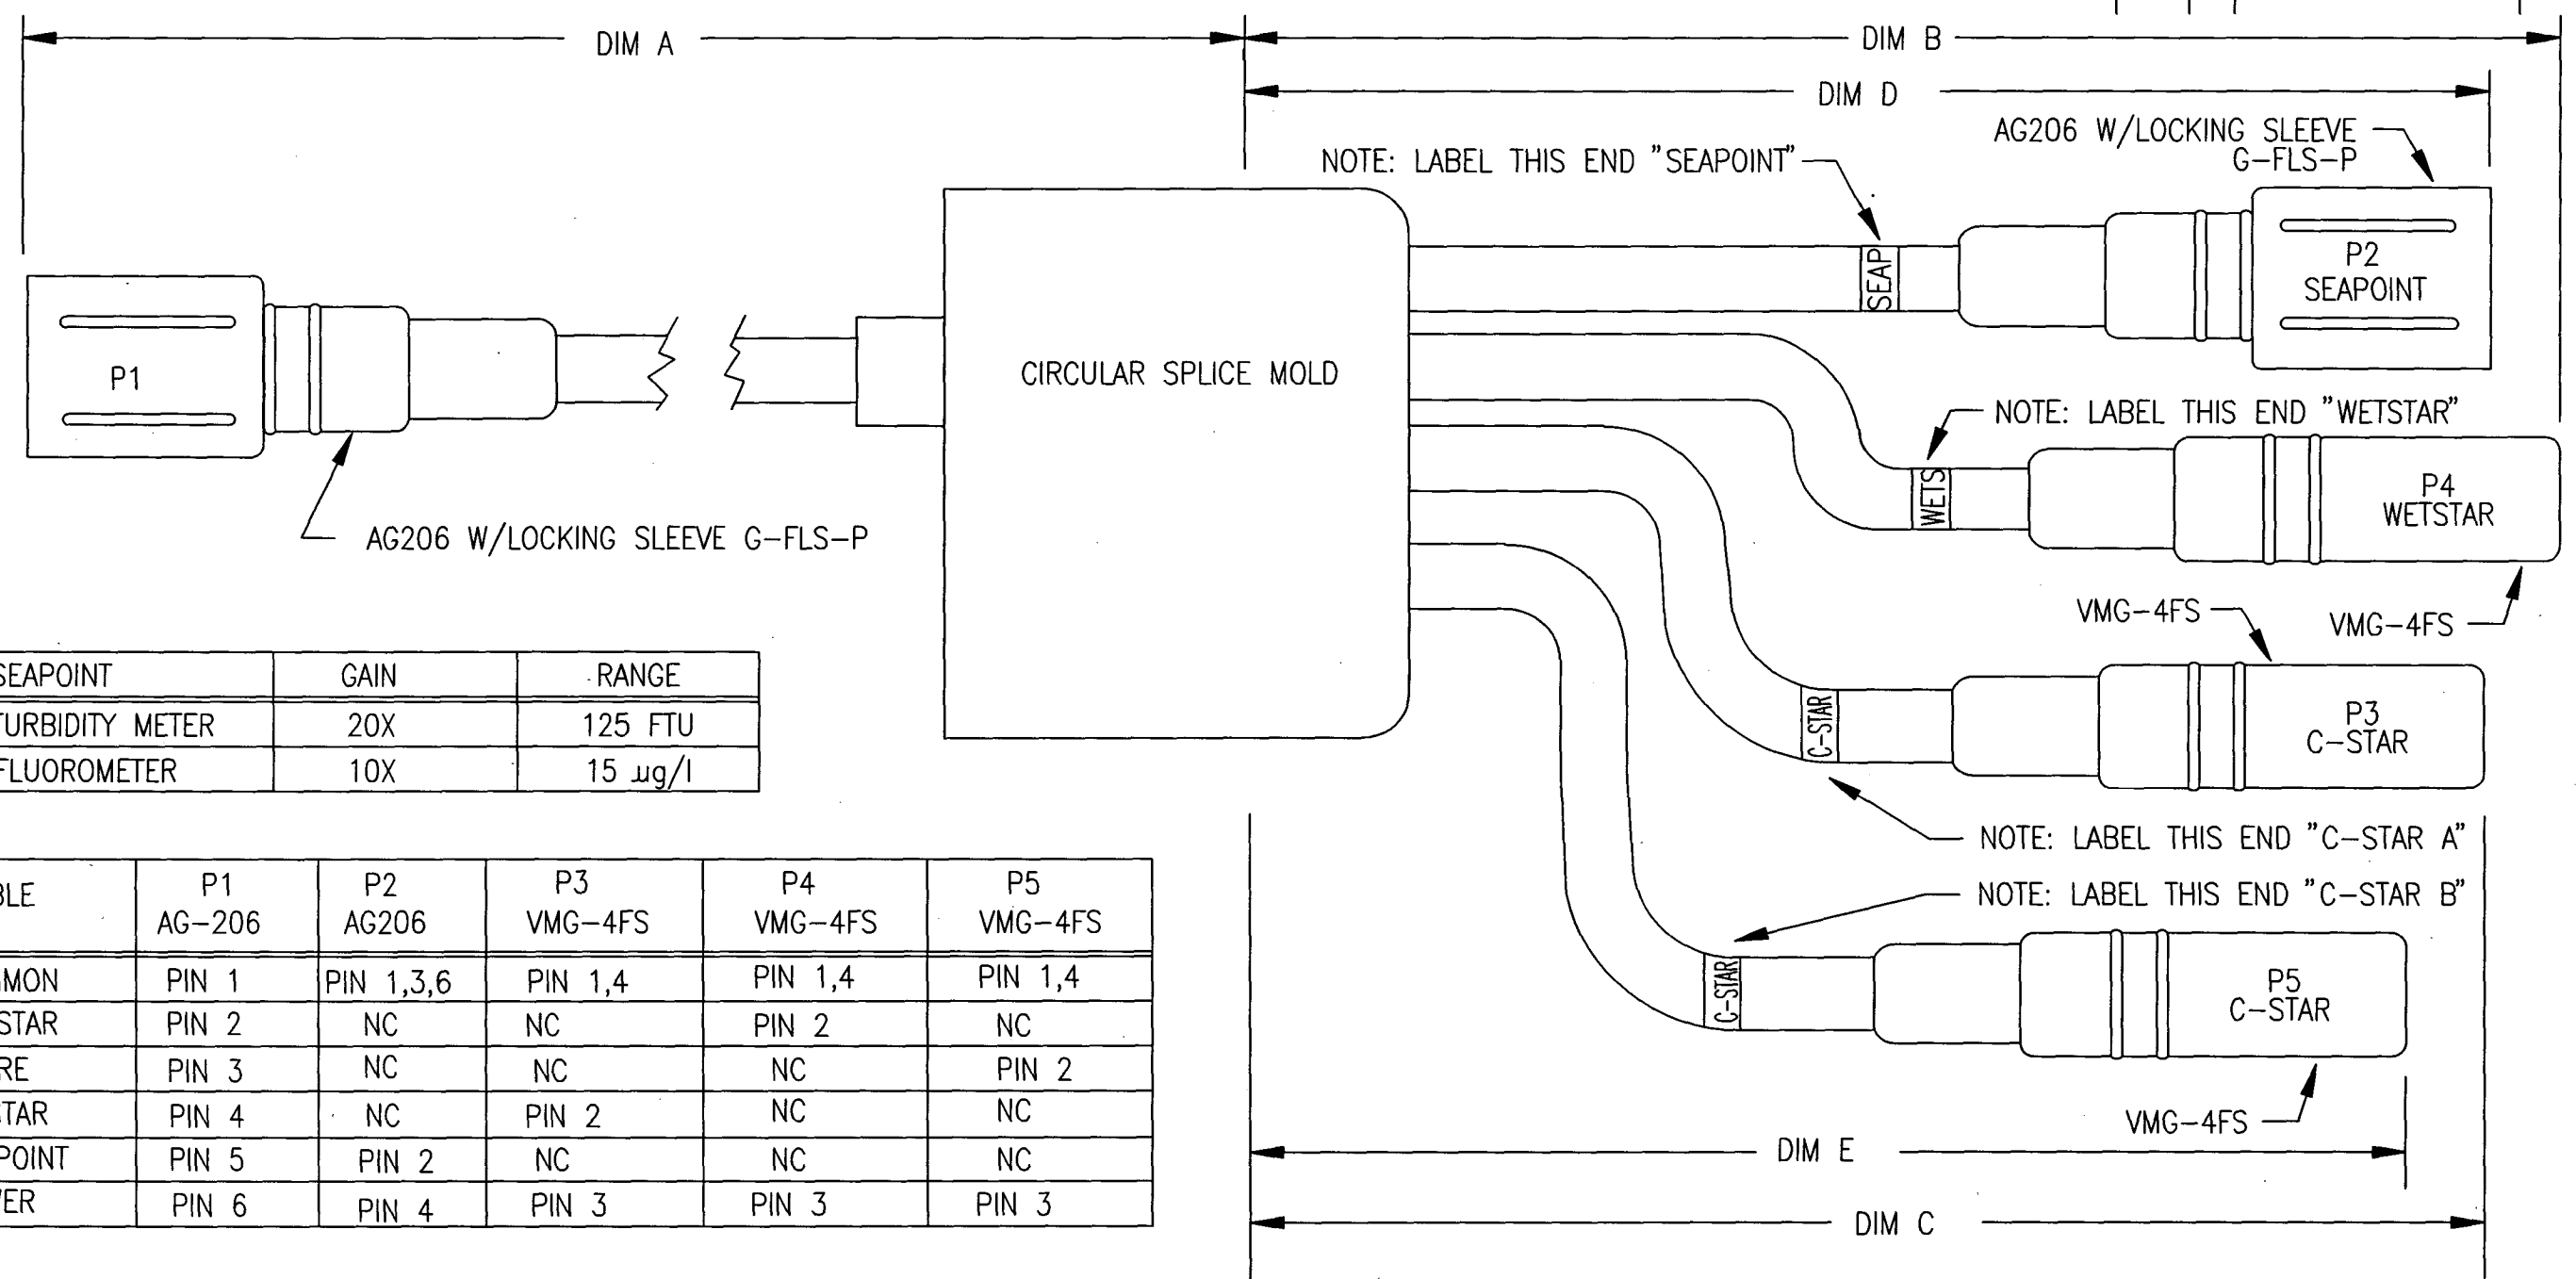 DIM A
DIM B
DIM D
AG206 W/LOCKING SLEEVE
G-FLS-P
NOTE: LABEL THIS END "SEAPOINT"
SEAP
P2
SEAPOINT
P1
CIRCULAR SPLICE MOLD
NOTE: LABEL THIS END "WETSTAR"
WETS
P4
WETSTAR
AG206 W/LOCKING SLEEVE G-FLS-P
VMG-4FS
VMG-4FS
SEAPOINT GAIN RANGE
TURBIDITY METER 20X 125 FTU
FLUOROMETER 10X 15 µg/l
C-STAR
P3
C-STAR
NOTE: LABEL THIS END "C-STAR A"
NOTE: LABEL THIS END "C-STAR B"
C-STAR
P5
C-STAR
VMG-4FS
BLE P1 P2 P3 P4 P5
AG-206 AG206 VMG-4FS VMG-4FS VMG-4FS
MON PIN 1 PIN 1,3,6 PIN 1,4 PIN 1,4 PIN 1,4
STAR PIN 2 NC NC PIN 2 NC
RE PIN 3 NC NC NC PIN 2
TAR PIN 4 NC PIN 2 NC NC
POINT PIN 5 PIN 2 NC NC NC
ER PIN 6 PIN 4 PIN 3 PIN 3 PIN 3
DIM E
DIM C